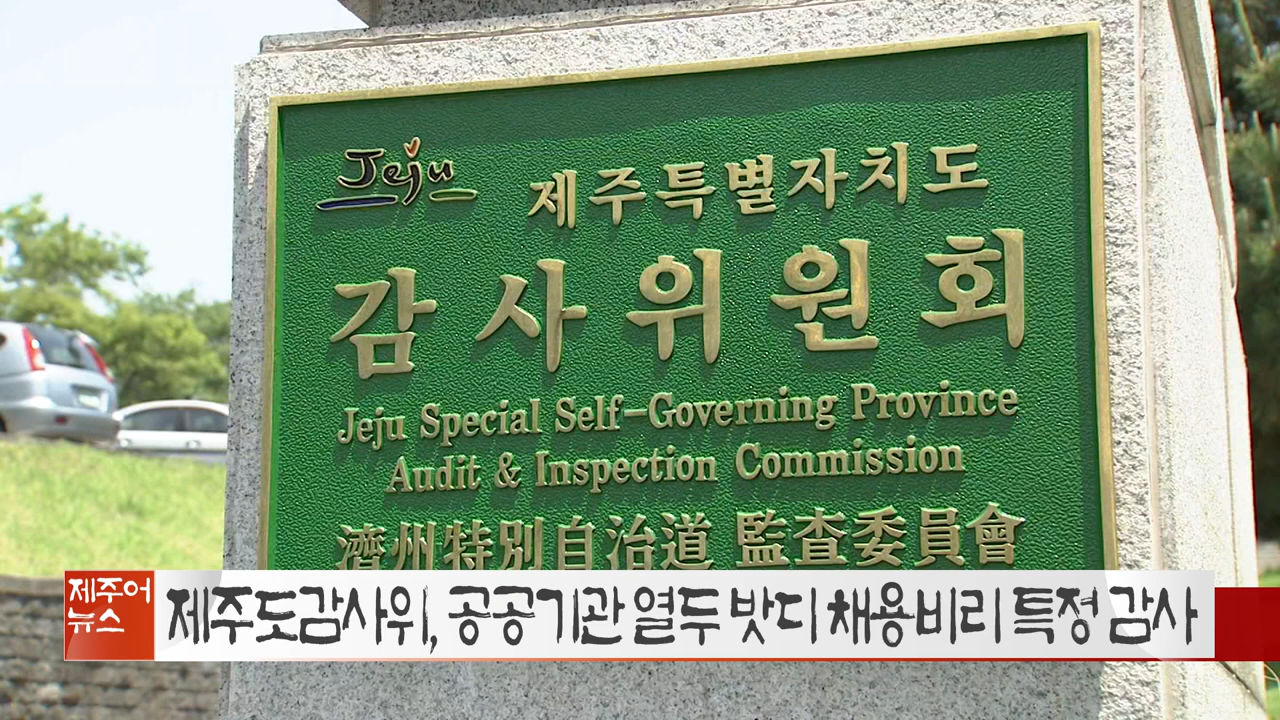 Jeju
제주특별자치도
감사위원회
Jeju Special Self-Governing Province
Audit & Inspection Commission
濟州特別自治道 監査委員會
제주어
뉴스
제주도감사위, 공공기관 열두 밧디 채용비리 특정 감사